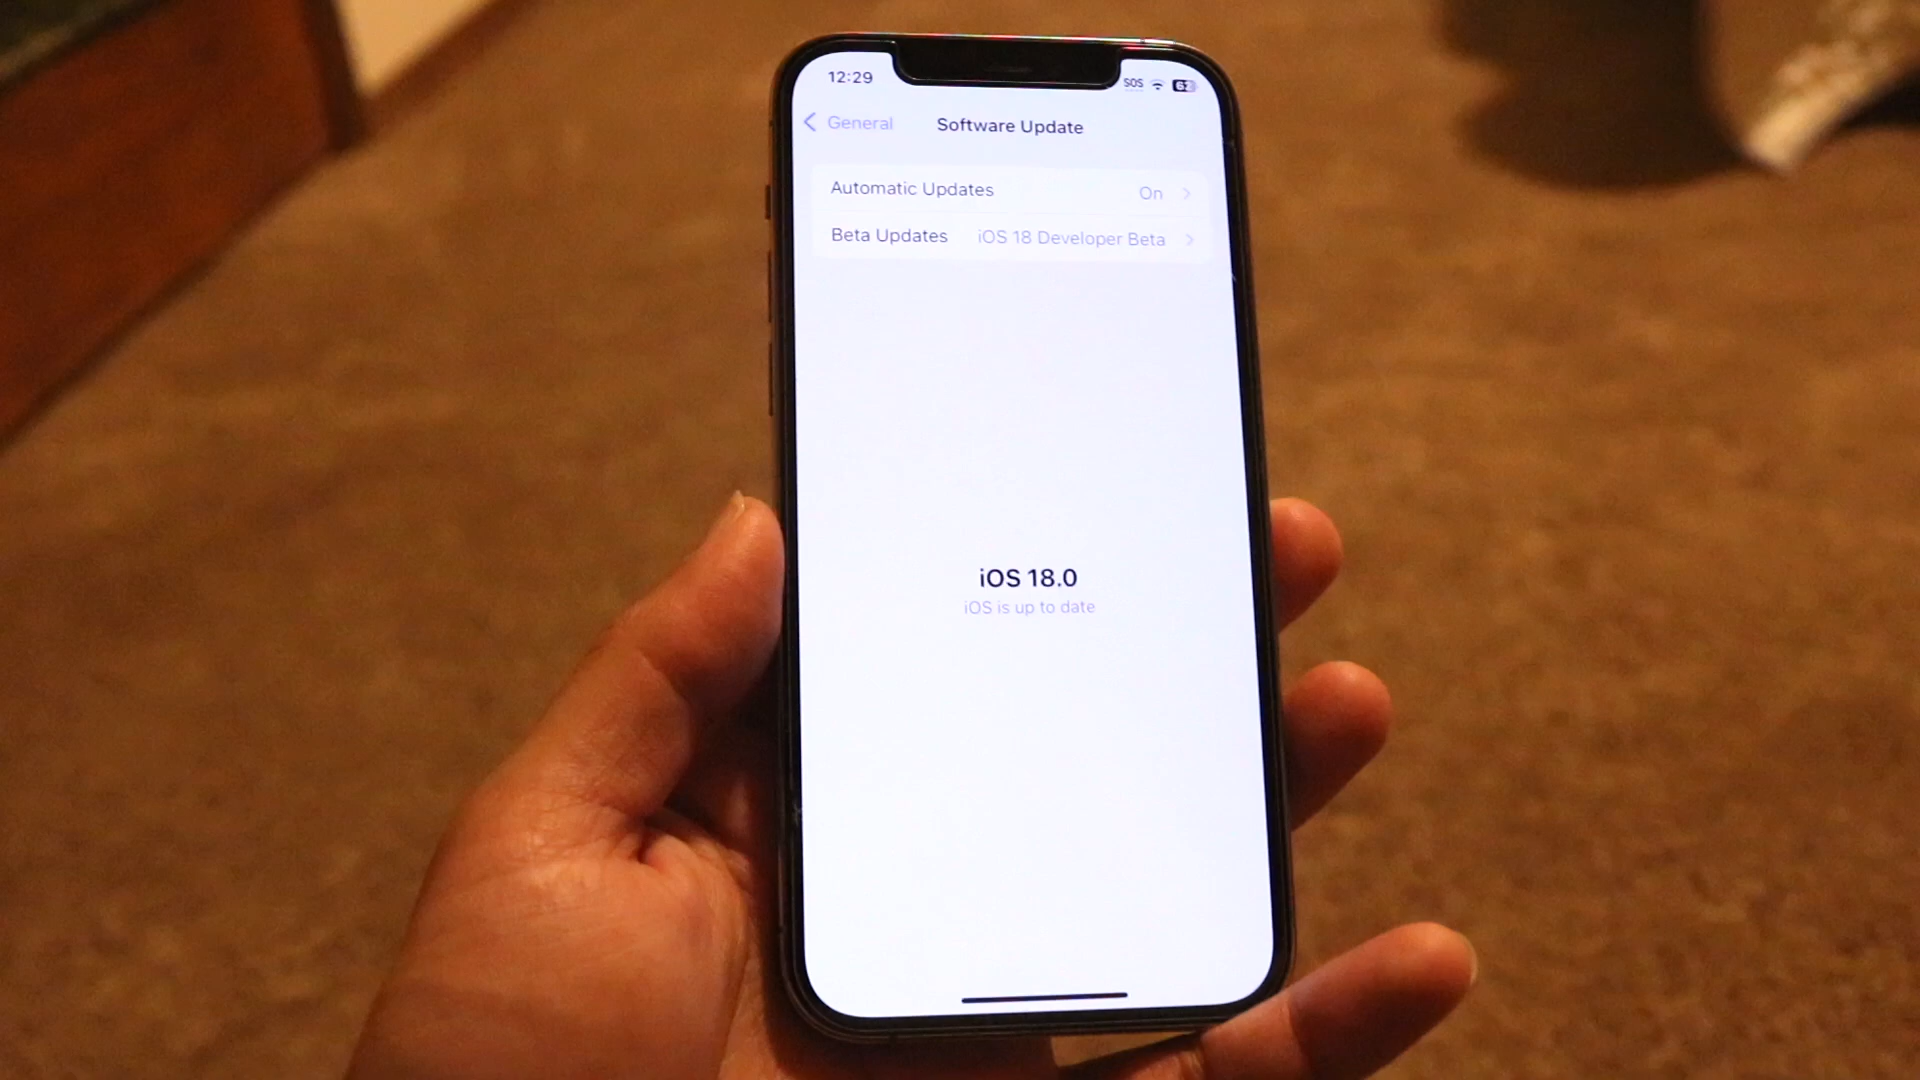 12:29
SOS
General
Software Update
Automatic Updates On
Beta Updates iOS 18 Developer Beta
iOS 18.0
iOS is up to date